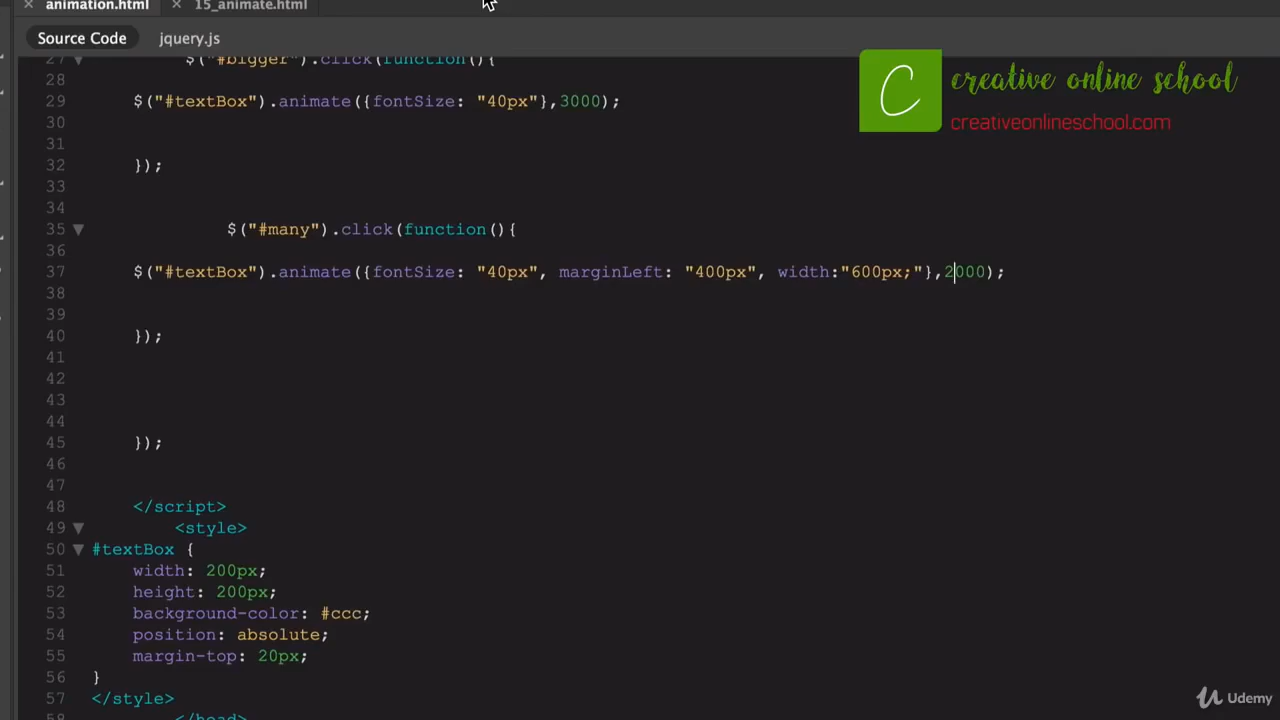 animation.html 15_animate.html
Source Code jquery.js
creative online school
creativeonlineschool.com
27 $("#bigger").click(function(){
28
29 $("#textBox").animate({fontSize: "40px"},3000);
30
31
32 });
33
34
35 $("#many").click(function(){
36
37 $("#textBox").animate({fontSize: "40px", marginLeft: "400px", width:"600px;"},2000);
38
39
40 });
41
42
43
44
45 });
46
47
48 </script>
49 <style>
50 #textBox {
51 width: 200px;
52 height: 200px;
53 background-color: #ccc;
54 position: absolute;
55 margin-top: 20px;
56 }
57 </style>
58 </head>
Udemy